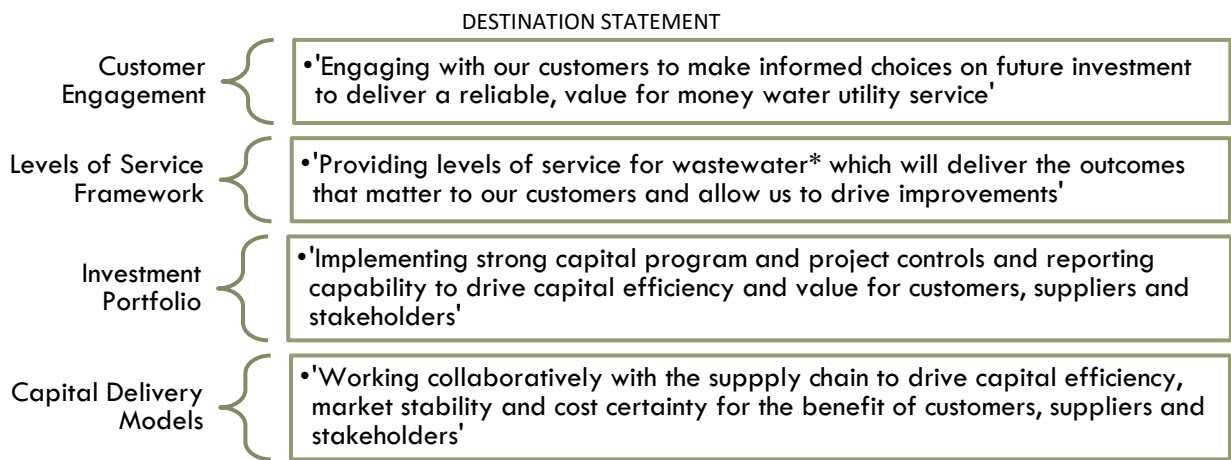 DESTINATION STATEMENT
Customer
Engagement
•'Engaging with our customers to make informed choices on future investment
to deliver a reliable, value for money water utility service'
Levels of Service
Framework
•'Providing levels of service for wastewater* which will deliver the outcomes
that matter to our customers and allow us to drive improvements'
Investment
Portfolio
•'Implementing strong capital program and project controls and reporting
capability to drive capital efficiency and value for customers, suppliers and
stakeholders'
Capital Delivery
Models
•'Working collaboratively with the suppply chain to drive capital efficiency,
market stability and cost certainty for the benefit of customers, suppliers and
stakeholders'